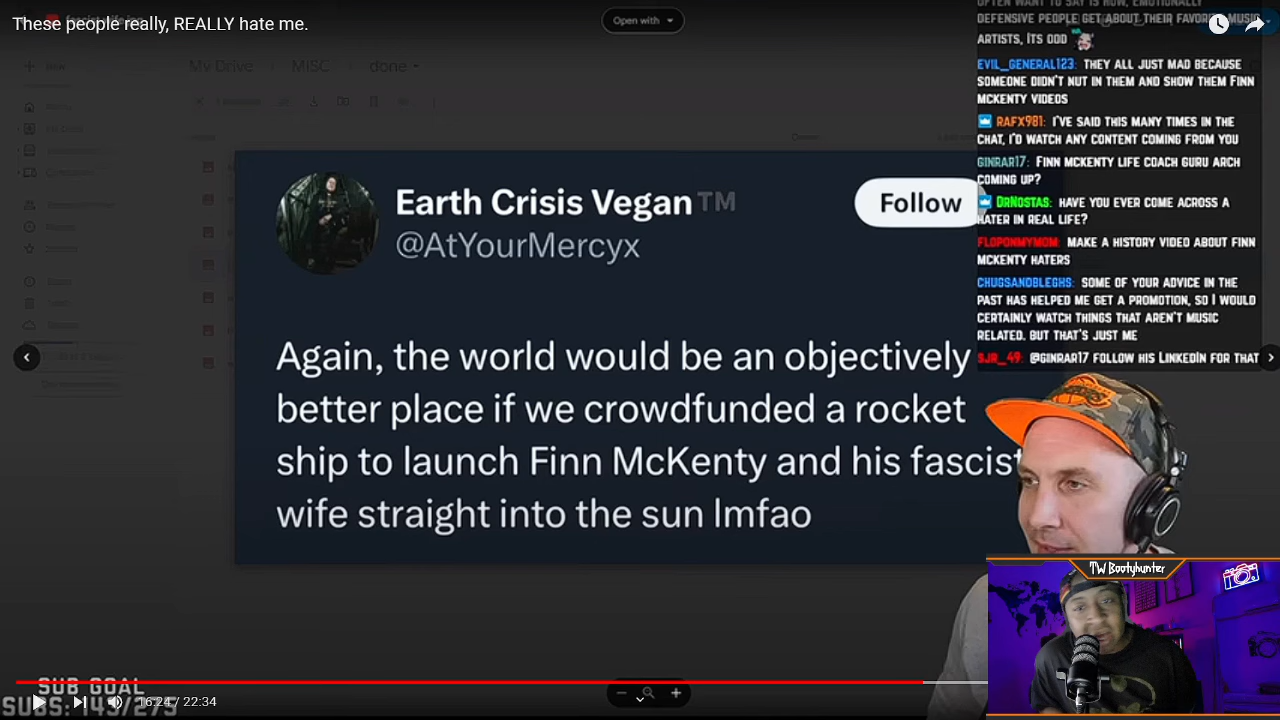 These people really, REALLY hate me.
Open with
New
My Drive
MISC
done
Earth Crisis Vegan™
@AtYourMercyx
Follow
Again, the world would be an objectively
better place if we crowdfunded a rocket
ship to launch Finn McKenty and his fascist
wife straight into the sun lmfao
OFTEN WANT TO SAY IS HOW, EMOTIONALLY
DEFENSIVE PEOPLE GET ABOUT THEIR FAVORITE MUSIC
ARTISTS, ITS ODD
EVIL_GENERAL123: THEY ALL JUST MAD BECAUSE
SOMEONE DIDN'T NUT IN THEM AND SHOW THEM FINN
MCKENTY VIDEOS
RAFX981: I'VE SAID THIS MANY TIMES IN THE
CHAT, I'D WATCH ANY CONTENT COMING FROM YOU
GINRAR17: FINN MCKENTY LIFE COACH GURU ARCH
COMING UP?
DRNOSTAS: HAVE YOU EVER COME ACROSS A
HATER IN REAL LIFE?
FLOPONMYMOM: MAKE A HISTORY VIDEO ABOUT FINN
MCKENTY HATERS
CHUGSANDBLEGHS: SOME OF YOUR ADVICE IN THE
PAST HAS HELPED ME GET A PROMOTION, SO I WOULD
CERTAINLY WATCH THINGS THAT AREN'T MUSIC
RELATED. BUT THAT'S JUST ME
SJR_49: @GINRAR17 FOLLOW HIS LINKEDIN FOR THAT
TW Bootyhunter
SUB GOAL
SUBS: 149/275
16:24 / 22:34